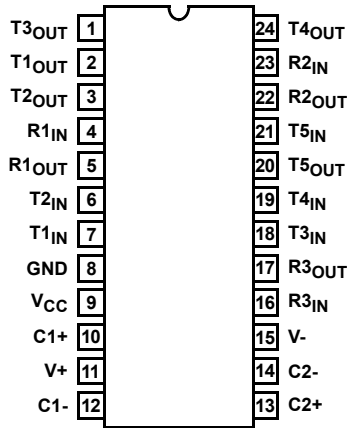 T3OUT 1 24 T4OUT
T1OUT 2 23 R2IN
T2OUT 3 22 R2OUT
R1IN 4 21 T5IN
R1OUT 5 20 T5OUT
T2IN 6 19 T4IN
T1IN 7 18 T3IN
GND 8 17 R3OUT
VCC 9 16 R3IN
C1+ 10 15 V-
V+ 11 14 C2-
C1- 12 13 C2+